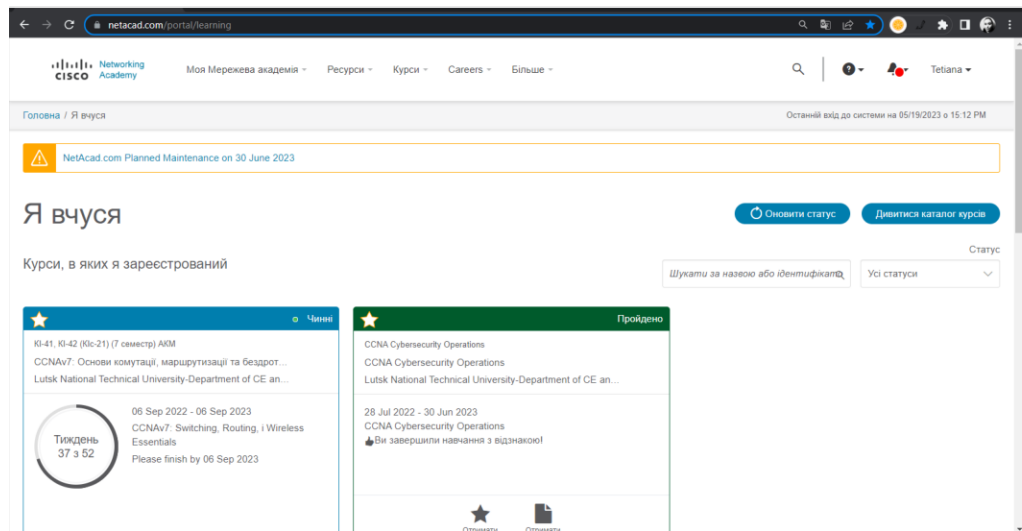 netacad.com/portal/learning
CISCO Networking Academy
Моя Мережева академія Ресурси Курси Careers Більше Tetiana
Головна / Я вчуся Останній вхід до системи на 05/19/2023 о 15:12 PM
NetAcad.com Planned Maintenance on 30 June 2023
Я вчуся
Оновити статус Дивитися каталог курсів
Статус
Курси, в яких я зареєстрований
Шукати за назвою або ідентифікато Усі статуси
Чинні
КІ-41, КІ-42 (КІс-21) (7 семестр) АКМ
CCNAv7: Основи комутації, маршрутизації та бездрот...
Lutsk National Technical University-Department of CE an...
Тиждень
37 з 52
06 Sep 2022 - 06 Sep 2023
CCNAv7: Switching, Routing, і Wireless
Essentials
Please finish by 06 Sep 2023
Пройдено
CCNA Cybersecurity Operations
CCNA Cybersecurity Operations
Lutsk National Technical University-Department of CE an...
28 Jul 2022 - 30 Jun 2023
CCNA Cybersecurity Operations
Ви завершили навчання з відзнакою!
Отримати Отримати